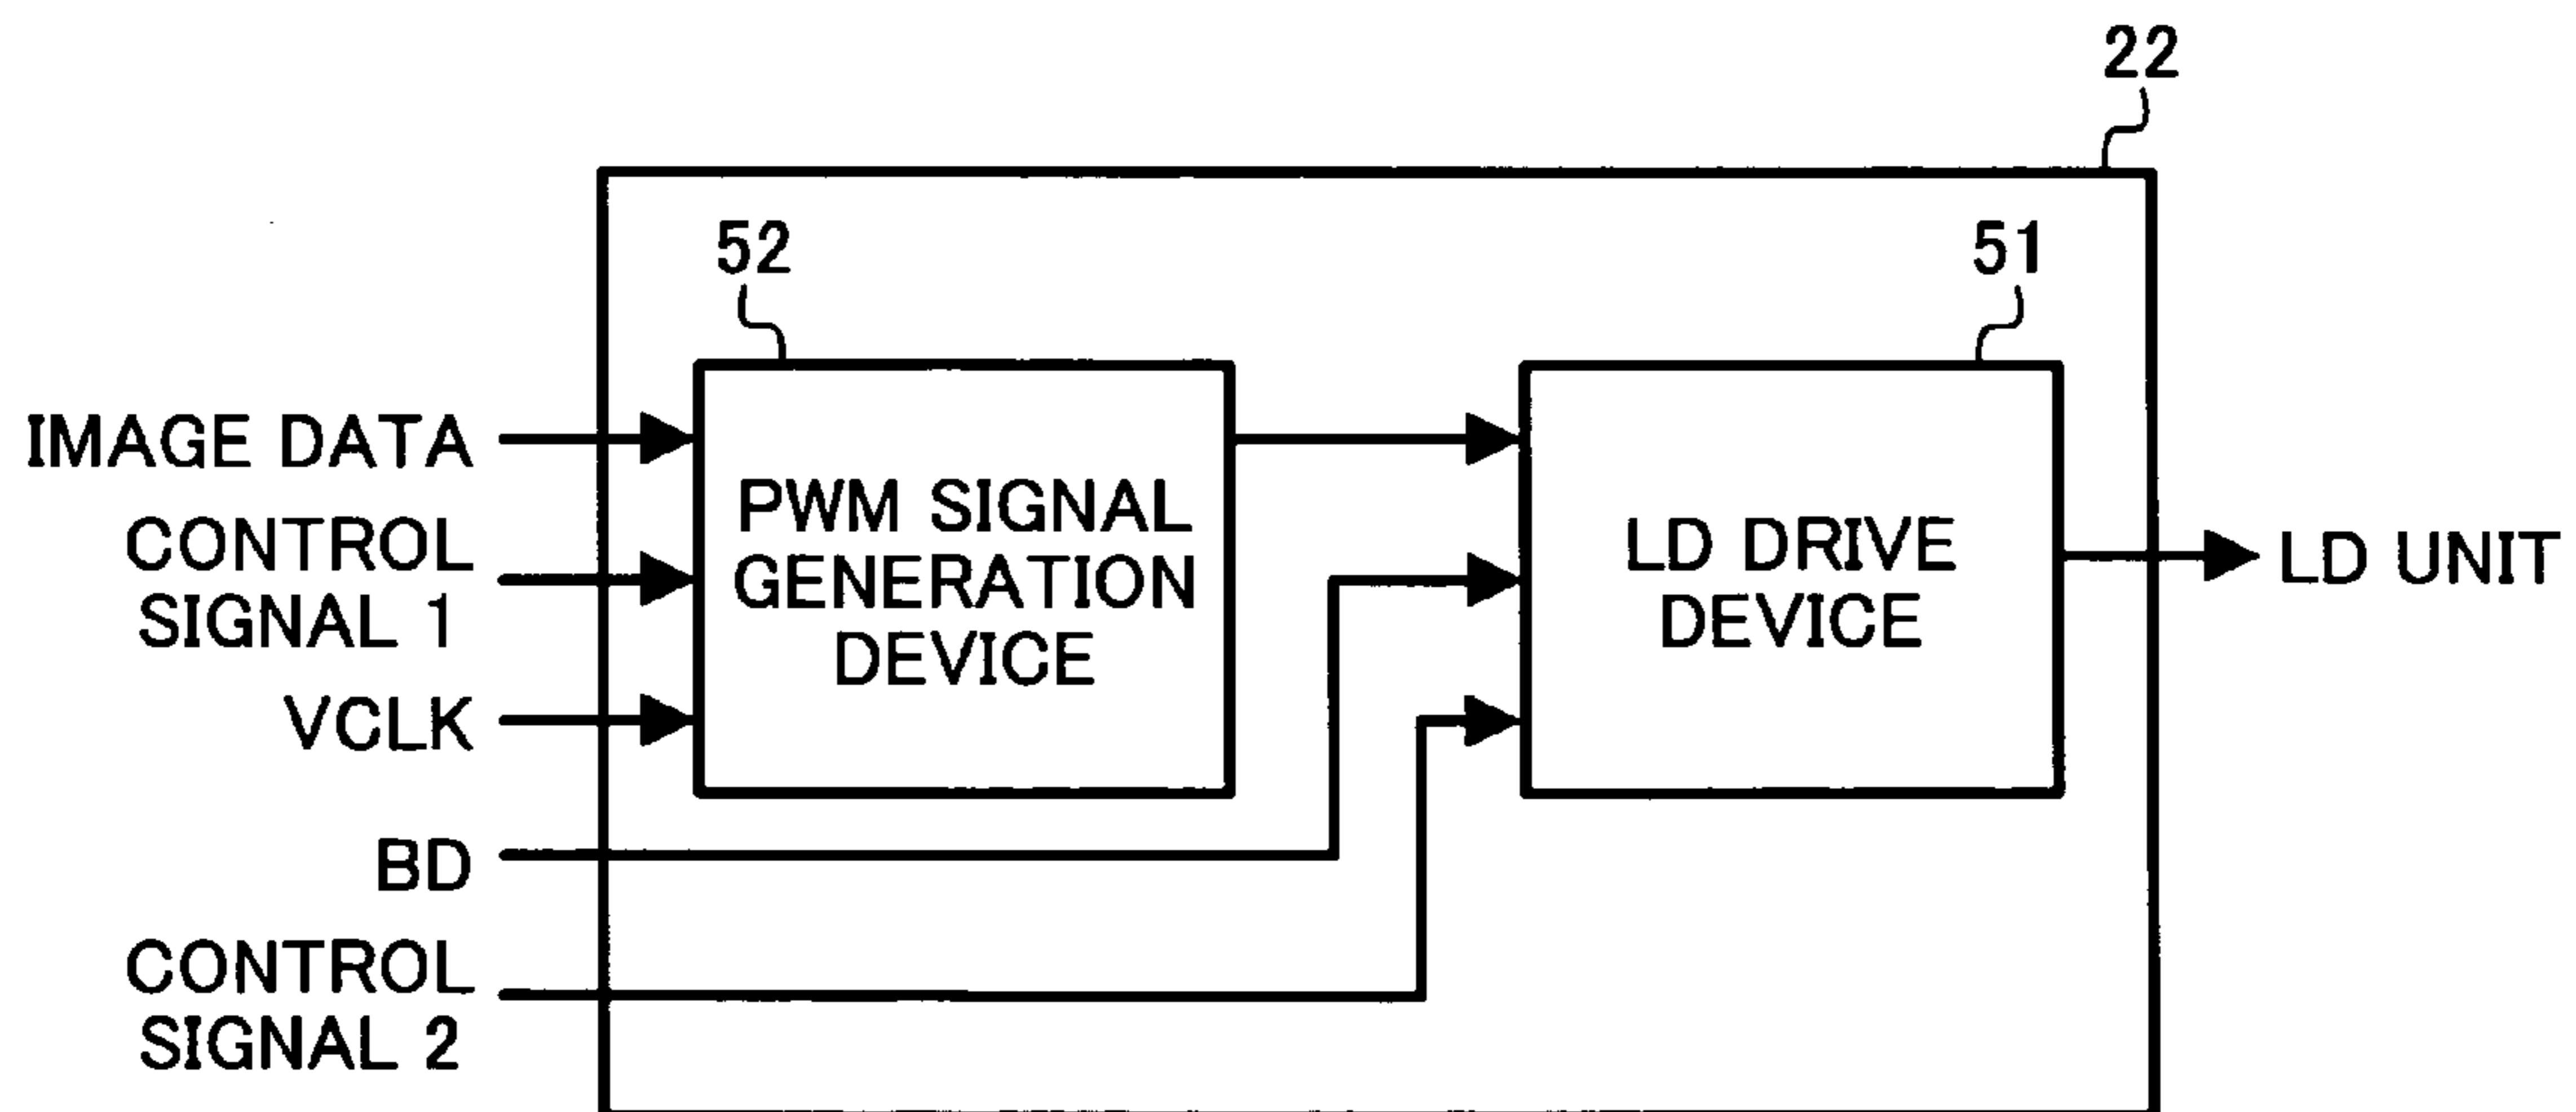 22
52
51
IMAGE DATA
CONTROL
SIGNAL 1
VCLK
BD
CONTROL
SIGNAL 2
PWM SIGNAL
GENERATION
DEVICE
LD DRIVE
DEVICE
LD UNIT